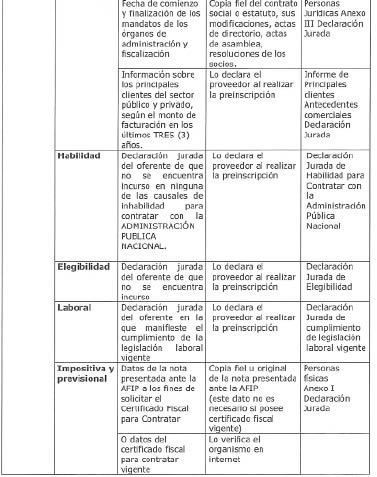 Fecha de comienzo
y finalización de los
mandatos de los
órganos de
administración y
fiscalización
Copia fiel del contrato
social o estatuto, sus
modificaciones, actas
de directorio, actas
de asamblea,
resoluciones de los
socios.
Personas
Jurídicas Anexo
III Declaración
Jurada
Información sobre
los principales
clientes del sector
público y privado,
según el monto de
facturación en los
últimos TRES (3)
años.
Lo declara el
proveedor al realizar
la preinscripción
Informe de
Principales
clientes
Antecedentes
comerciales
Declaración
Jurada
Habilidad
Declaración jurada
del oferente de que
no se encuentra
incurso en ninguna
de las causales de
inhabilidad para
contratar con la
ADMINISTRACIÓN
PUBLICA
NACIONAL.
Lo declara el
proveedor al realizar
la preinscripción
Declaración
Jurada de
Habilidad para
Contratar con
la
Administración
Pública
Nacional
Elegibilidad
Declaración jurada
del oferente de que
no se encuentra
incurso
Lo declara el
proveedor al realizar
la preinscripción
Declaración
Jurada de
Elegibilidad
Laboral
Declaración jurada
del oferente en la
que manifieste el
cumplimiento de la
legislación laboral
vigente
Lo declara el
proveedor al realizar
la preinscripción
Declaración
Jurada de
cumplimiento
de legislación
laboral vigente
Impositiva y
previsional
Datos de la nota
presentada ante la
AFIP a los fines de
solicitar el
Certificado Fiscal
para Contratar
Copia fiel u original
de la nota presentada
ante la AFIP
(este dato no es
necesario si posee
certificado fiscal
vigente)
Personas
físicas
Anexo I
Declaración
Jurada
O datos del
certificado fiscal
para contratar
vigente
Lo verifica el
organismo en
internet